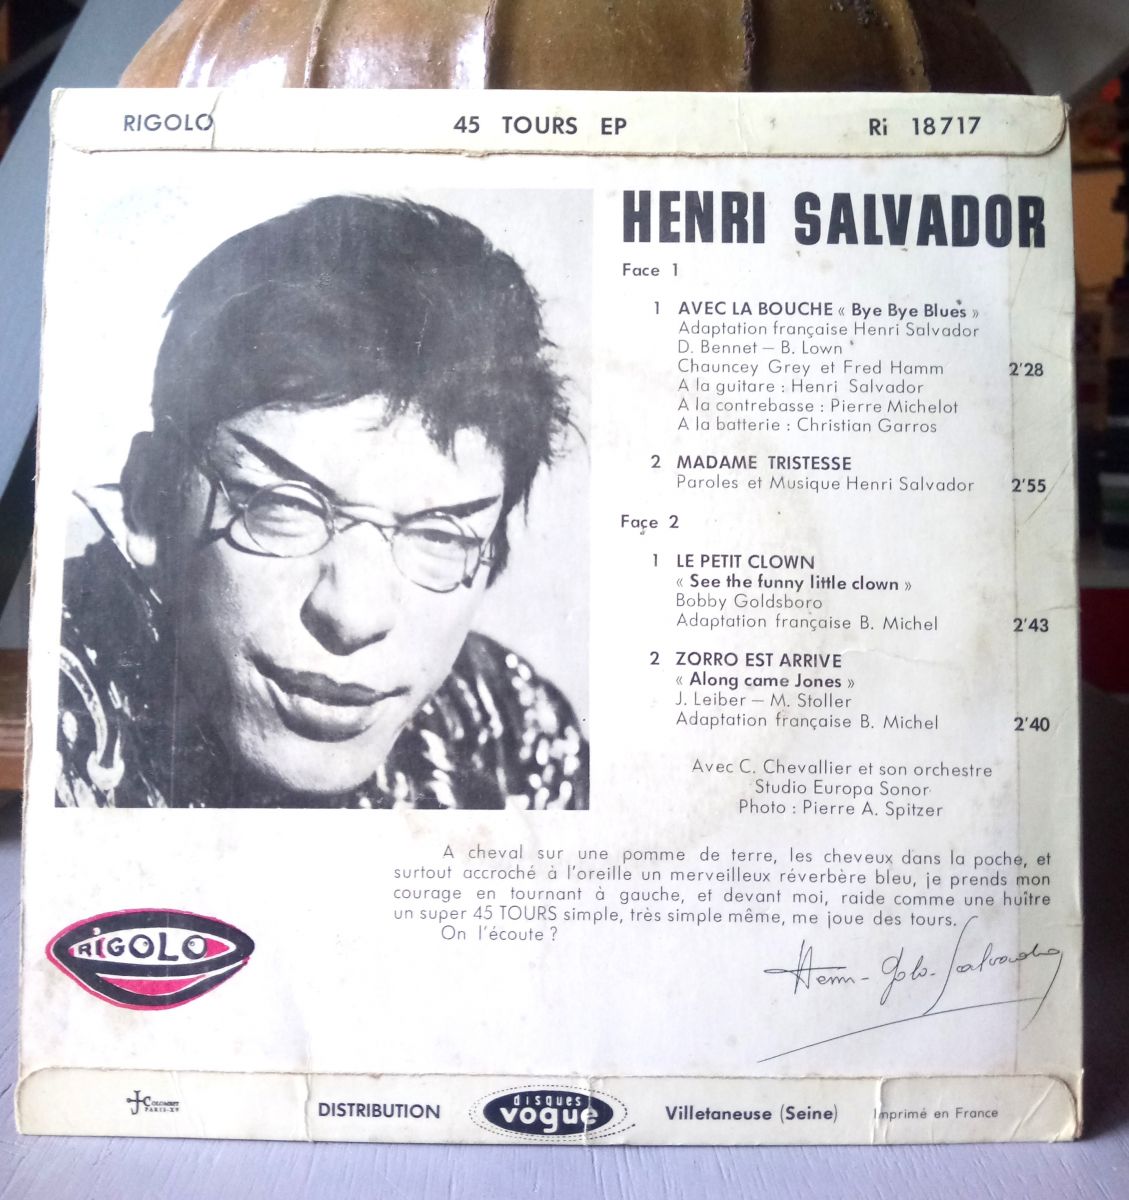 RIGOLO 45 TOURS EP Ri 18717
HENRI SALVADOR
Face 1
1 AVEC LA BOUCHE « Bye Bye Blues »
Adaptation française Henri Salvador
D. Bennet — B. Lown
Chauncey Grey et Fred Hamm 2'28
A la guitare : Henri Salvador
A la contrebasse : Pierre Michelot
A la batterie : Christian Garros
2 MADAME TRISTESSE
Paroles et Musique Henri Salvador 2'55
Face 2
1 LE PETIT CLOWN
« See the funny little clown »
Bobby Goldsboro
Adaptation française B. Michel 2'43
2 ZORRO EST ARRIVE
« Along came Jones »
J. Leiber — M. Stoller
Adaptation française B. Michel 2'40
Avec C. Chevallier et son orchestre
Studio Europa Sonor
Photo : Pierre A. Spitzer
A cheval sur une pomme de terre, les cheveux dans la poche, et
surtout accroché à l'oreille un merveilleux réverbère bleu, je prends mon
courage en tournant à gauche, et devant moi, raide comme une huître
un super 45 TOURS simple, très simple même, me joue des tours.
On l'écoute ?
RIGOLO
Henri-Golo-Salvador
J-C COLOMBET
PARIS-XV
DISTRIBUTION disques vogue Villetaneuse (Seine) Imprimé en France